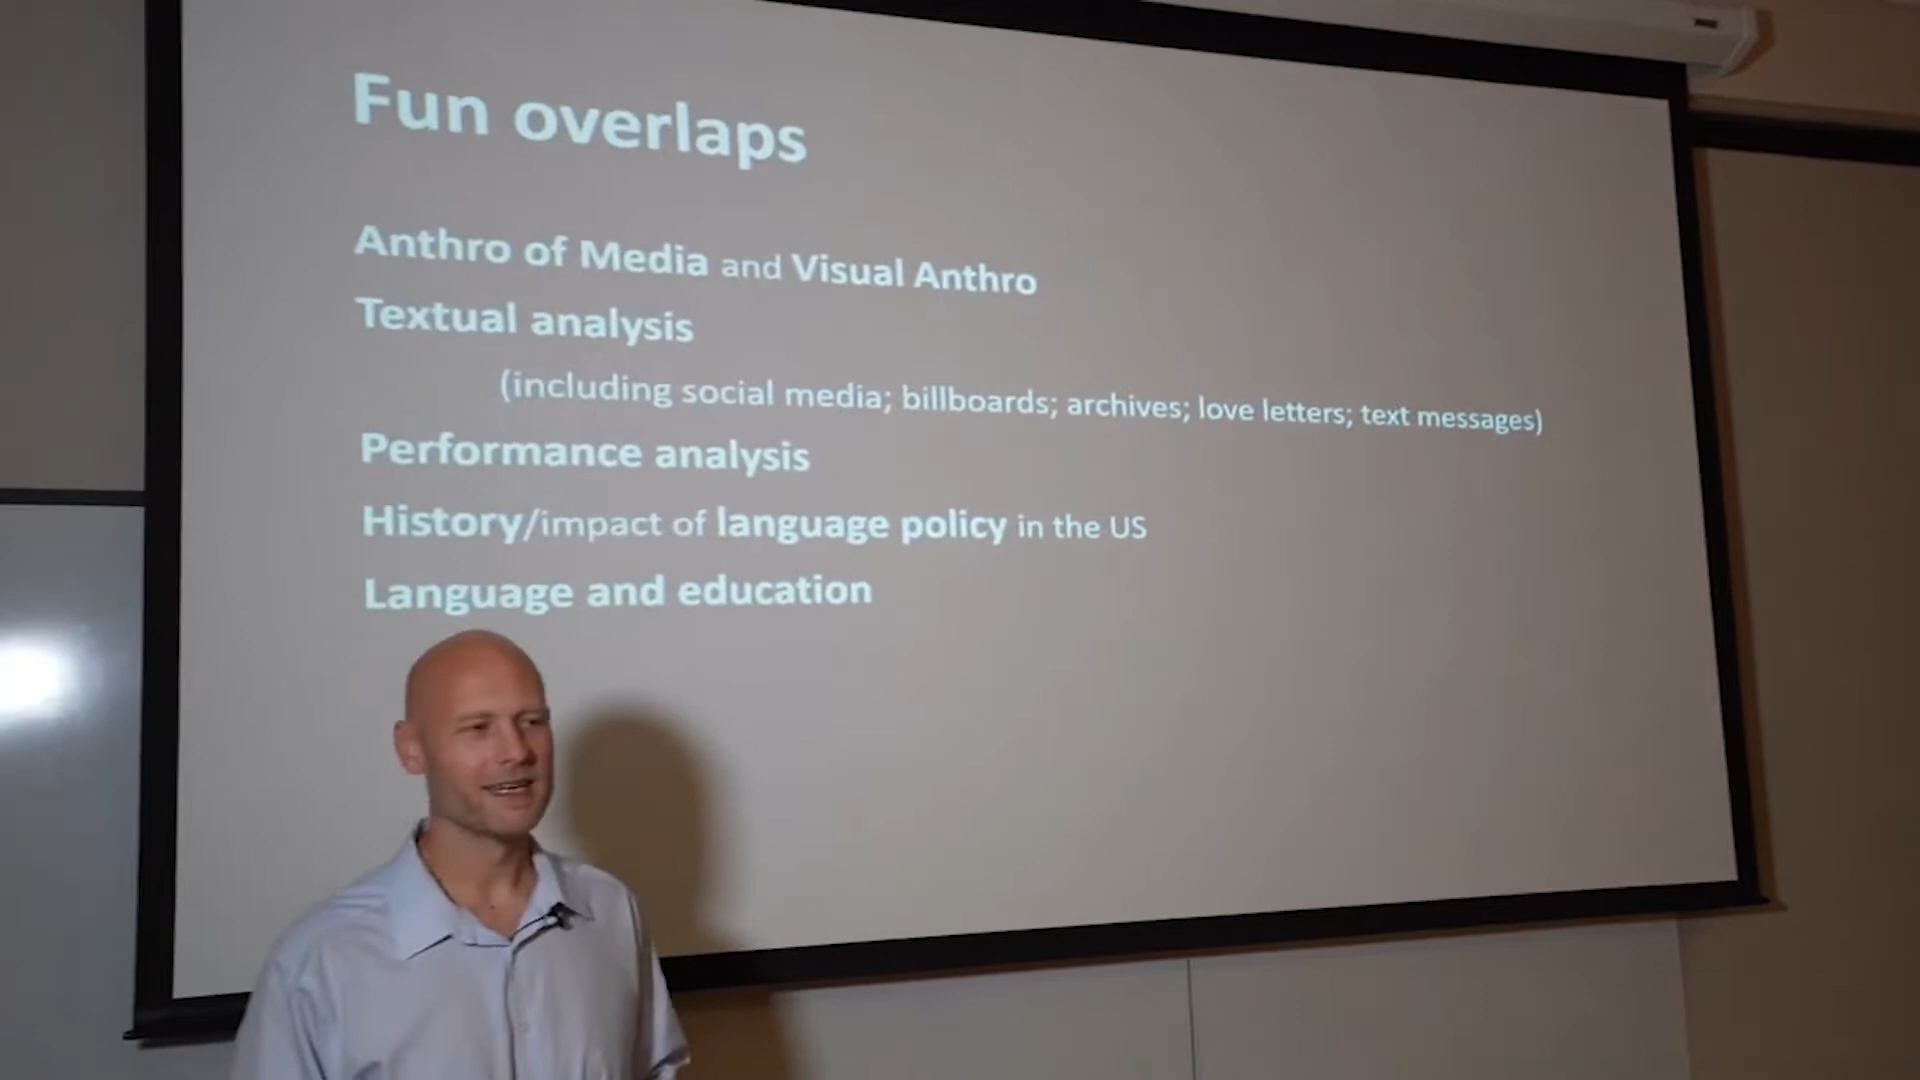 Fun overlaps
Anthro of Media and Visual Anthro
Textual analysis
(including social media; billboards; archives; love letters; text messages)
Performance analysis
History/impact of language policy in the US
Language and education